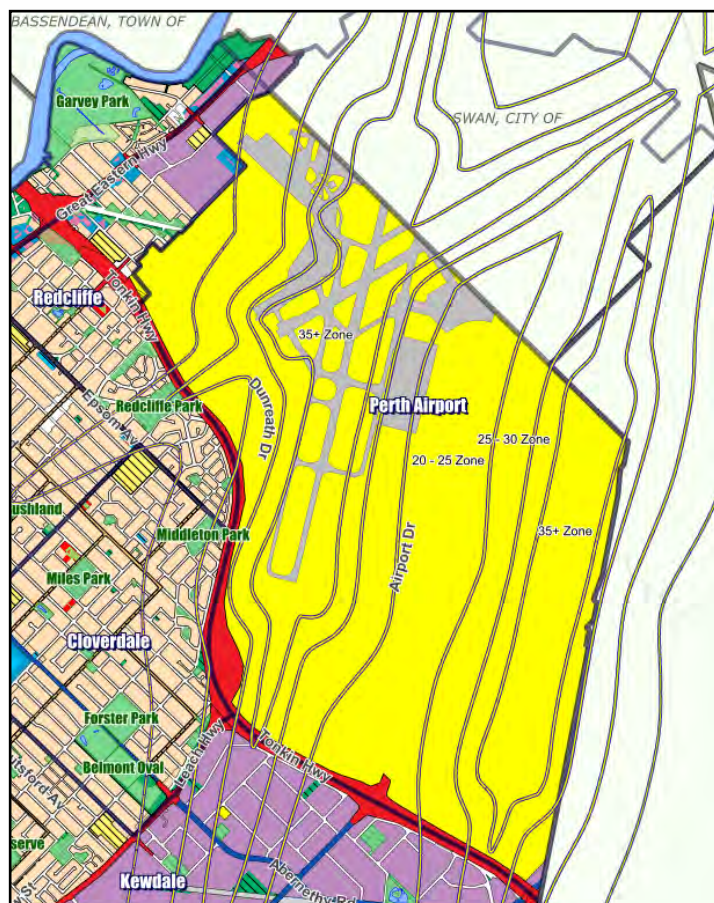 BASSENDEAN, TOWN OF
Garvey Park
SWAN, CITY OF
Great Eastern Hwy
Redcliffe
Tonkin Hwy
35+ Zone
Redcliffe Park
Dunreath Dr
Perth Airport
Epsom Av
25 - 30 Zone
20 - 25 Zone
ushland
Middleton Park
35+ Zone
Airport Dr
Miles Park
Cloverdale
Forster Park
Tonkin Hwy
Leach Hwy
Belmont Oval
utsford Av
serve
Kewdale
Abernethy Rd